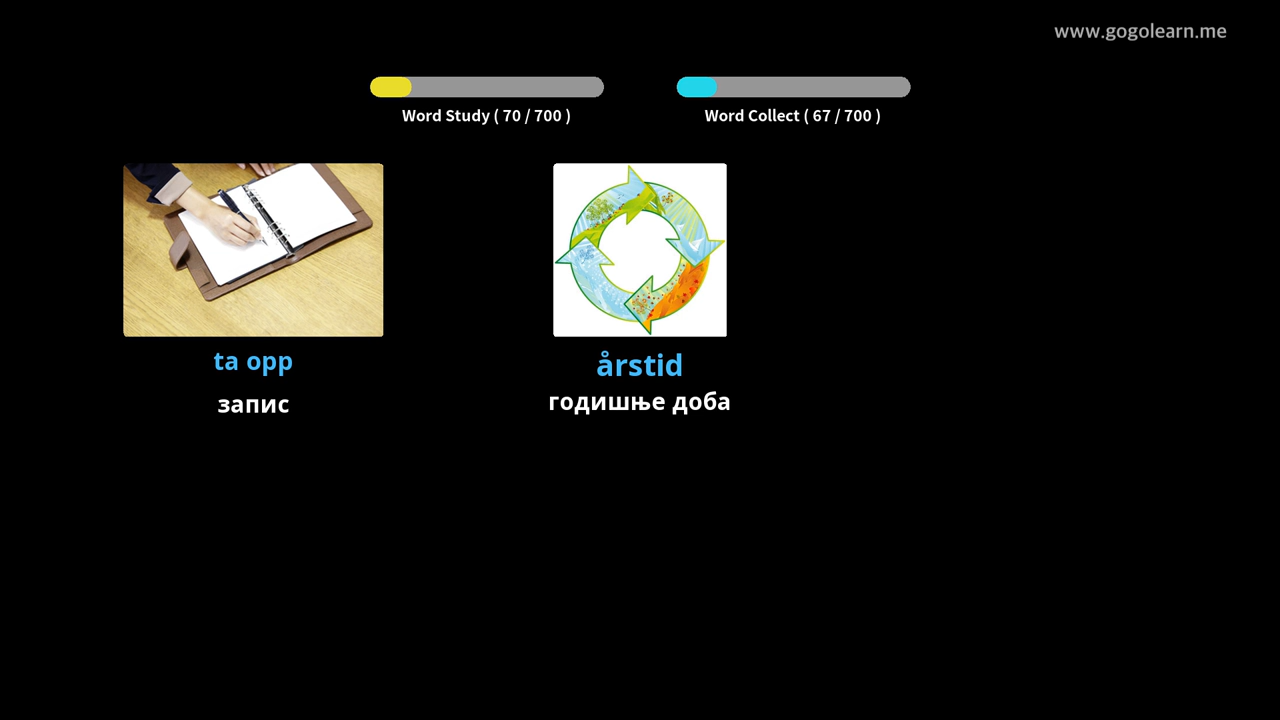 www.gogolearn.me
Word Study ( 70 / 700 )
Word Collect ( 67 / 700 )
ta opp
årstid
запис
годишње доба